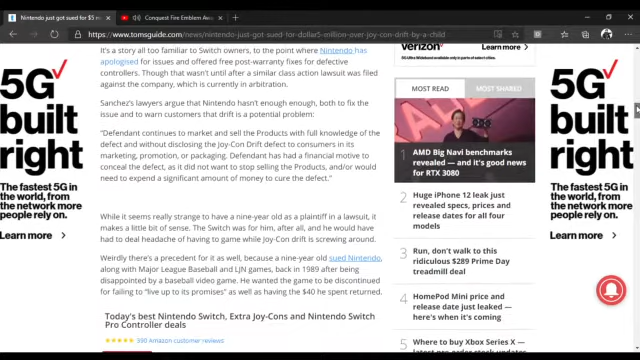 Nintendo just got sued for $5 m
Conquest Fire Emblem Awa
https://www.tomsguide.com/news/nintendo-just-got-sued-for-dollar5-million-over-joy-con-drift-by-a-child
It's a story all too familiar to Switch owners, to the point where Nintendo has
apologised for issues and offered free post-warranty fixes for defective
controllers. Though that wasn't until after a similar class action lawsuit was filed
against the company, which is currently in arbitration.
Sanchez's lawyers argue that Nintendo hasn't enough enough, both to fix the
issue and to warn customers that drift is a potential problem:
"Defendant continues to market and sell the Products with full knowledge of the
defect and without disclosing the Joy-Con Drift defect to consumers in its
marketing, promotion, or packaging. Defendant has had a financial motive to
conceal the defect, as it did not want to stop selling the Products, and/or would
need to expend a significant amount of money to cure the defect."
While it seems really strange to have a nine-year old as a plaintiff in a lawsuit, it
makes a little bit of sense. The Switch was for him, after all, and he would have
had to deal headache of having to game while Joy-Con drift is screwing around.
Weirdly there's a precedent for it as well, because a nine-year old sued Nintendo,
along with Major League Baseball and LJN games, back in 1989 after being
disappointed by a baseball video game. He wanted the game to be discontinued
for failing to "live up to its promises" as well as having the $40 he spent returned.
Today's best Nintendo Switch, Extra Joy-Cons and Nintendo Switch
Pro Controller deals
390 Amazon customer reviews
verizon
Learn more
5G Ultra Wideband available only in parts of select cities.
MOST READ
MOST SHARED
1
AMD Big Navi benchmarks
revealed — and it's good news
for RTX 3080
2
Huge iPhone 12 leak just
revealed specs, prices and
release dates for all four
models
3
Run, don't walk to this
ridiculous $289 Prime Day
treadmill deal
4
HomePod Mini price and
release date just leaked —
here's when it's coming
5
Where to buy Xbox Series X —
latest pre-order stock updates
5G
built
right
The fastest 5G in
the world, from
the network more
people rely on.
Learn more
5G
built
right
The fastest 5G in
the world, from
the network more
people rely on.
Learn more